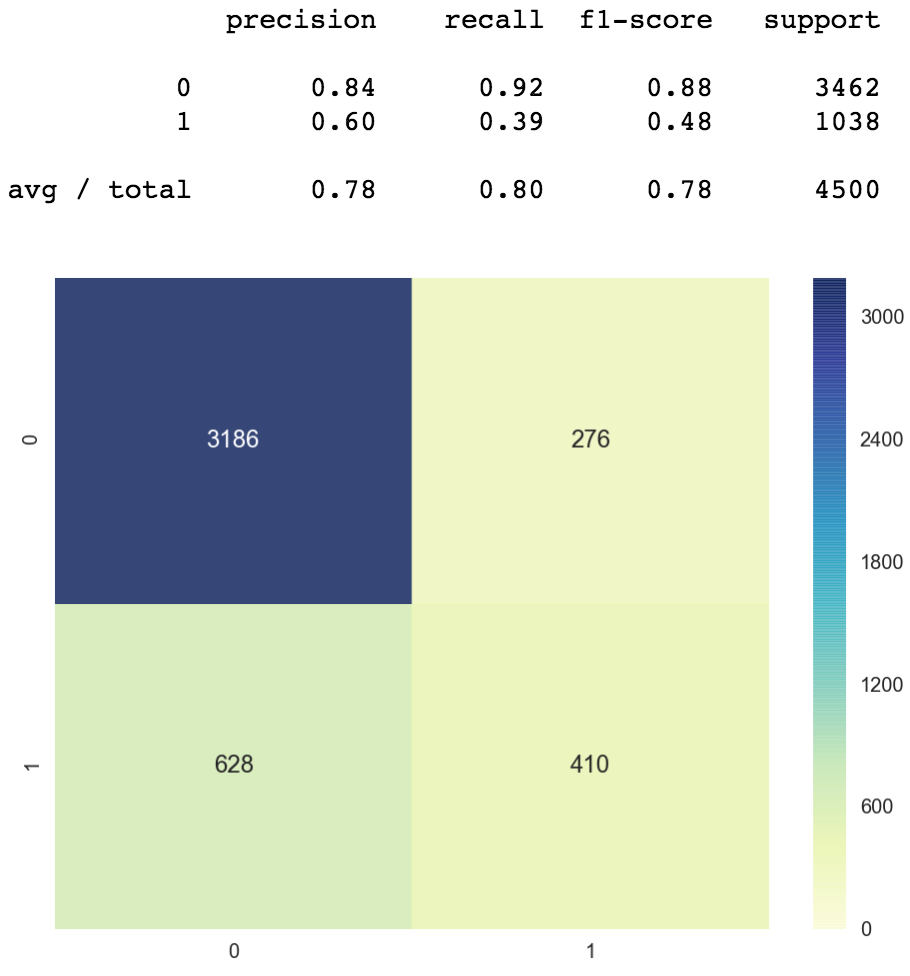 precision recall f1-score support
0 0.84 0.92 0.88 3462
1 0.60 0.39 0.48 1038
avg / total 0.78 0.80 0.78 4500
3000
0 3186 276 2400
1800
1200
1 628 410 600
0
0 1